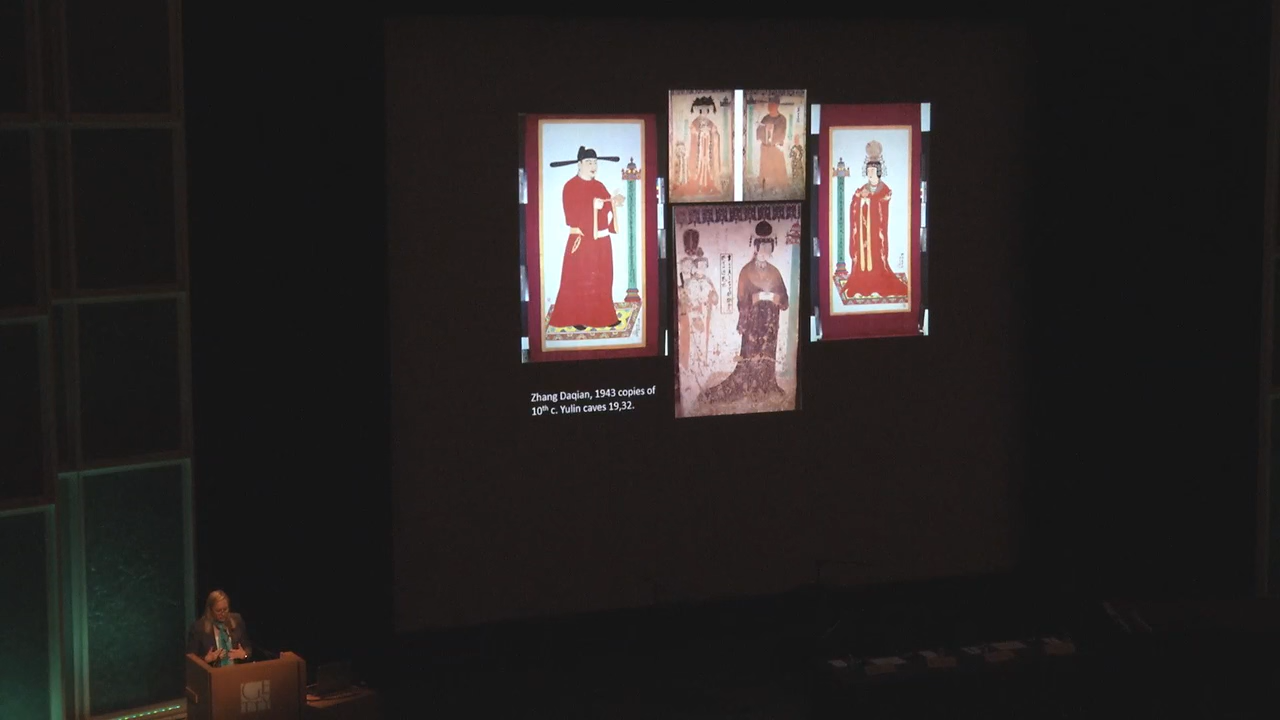 Zhang Daqian, 1943 copies of
10th c. Yulin caves 19,32.